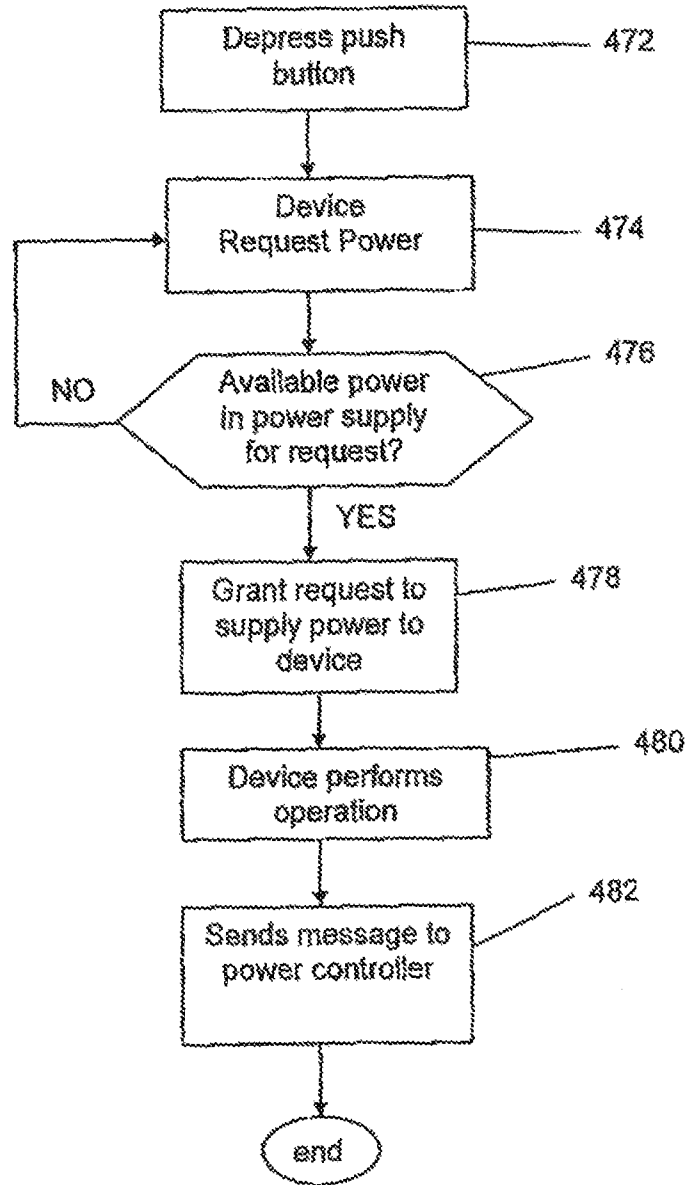 Depress push
button
472
Device
Request Power
474
Available power
in power supply
for request?
476
NO
YES
Grant request to
supply power to
device
478
Device performs
operation
480
Sends message to
power controller
482
end